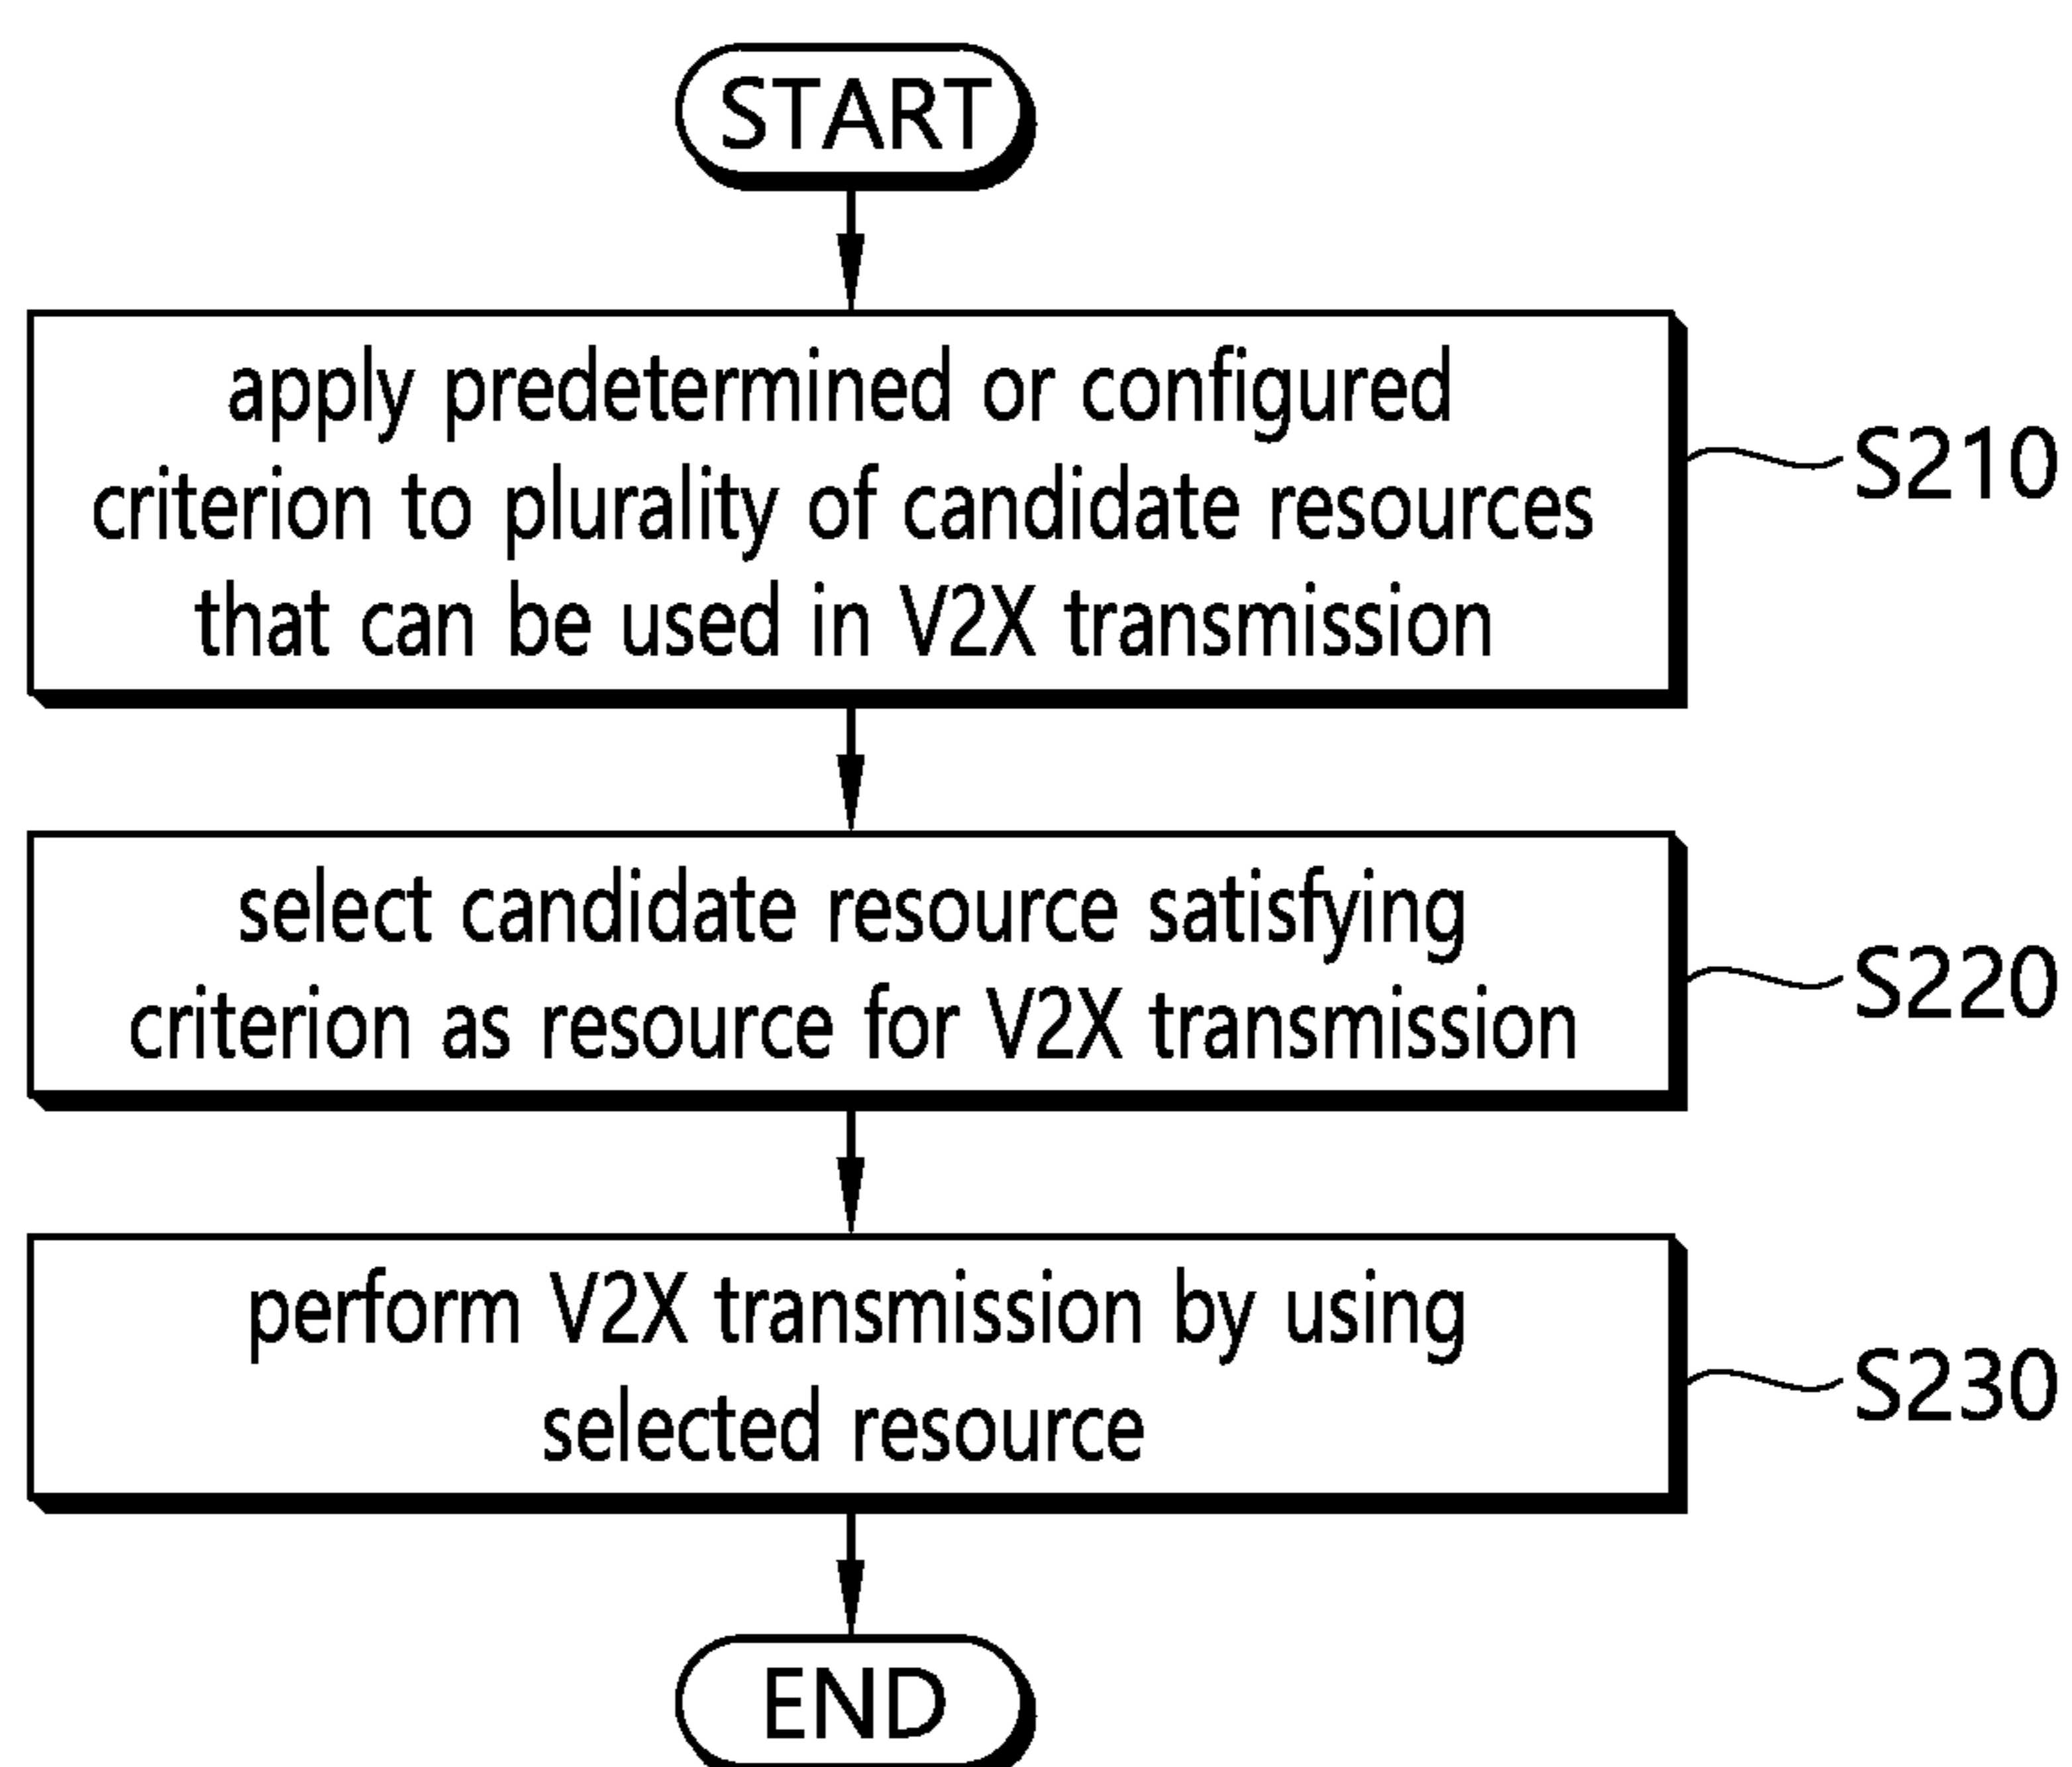 START
apply predetermined or configured
criterion to plurality of candidate resources
that can be used in V2X transmission
S210
select candidate resource satisfying
criterion as resource for V2X transmission
S220
perform V2X transmission by using
selected resource
S230
END